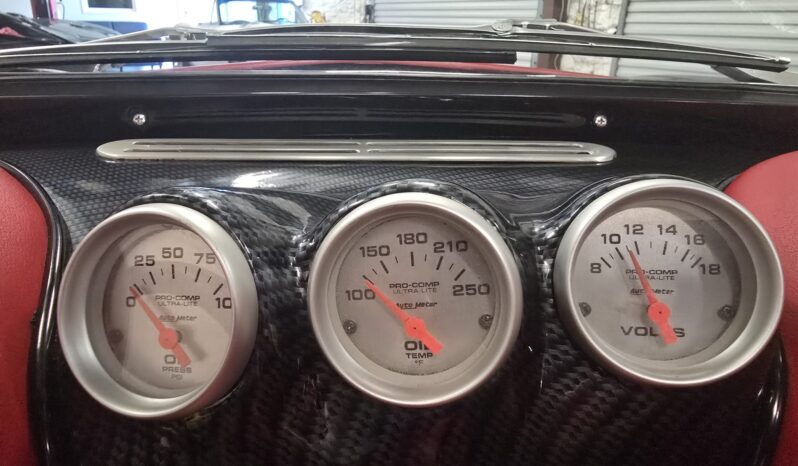 0 25 50 75 10
PRO-COMP
ULTRA-LITE
Auto Meter
OIL
PRESS
PSI
100 150 180 210 250
PRO-COMP
ULTRA-LITE
Auto Meter
OIL
TEMP
°F
8 10 12 14 16 18
PRO-COMP
ULTRA-LITE
Auto Meter
VOLTS